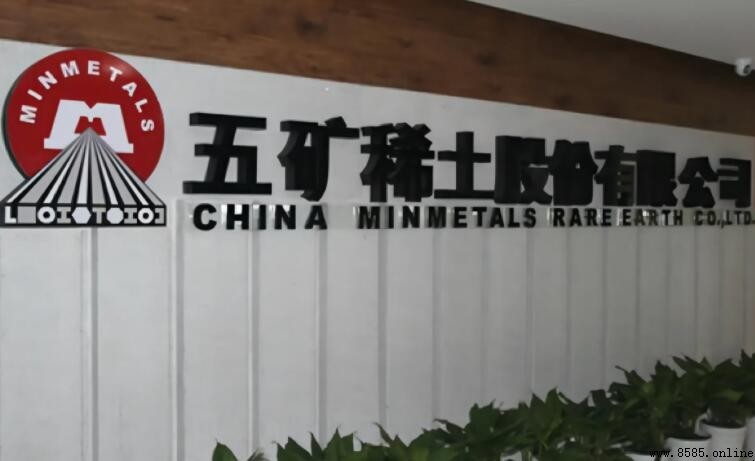 MINMETALS
五矿稀土股份有限公司
CHINA MINMETALS RARE EARTH CO.,LTD.
www.8585.online